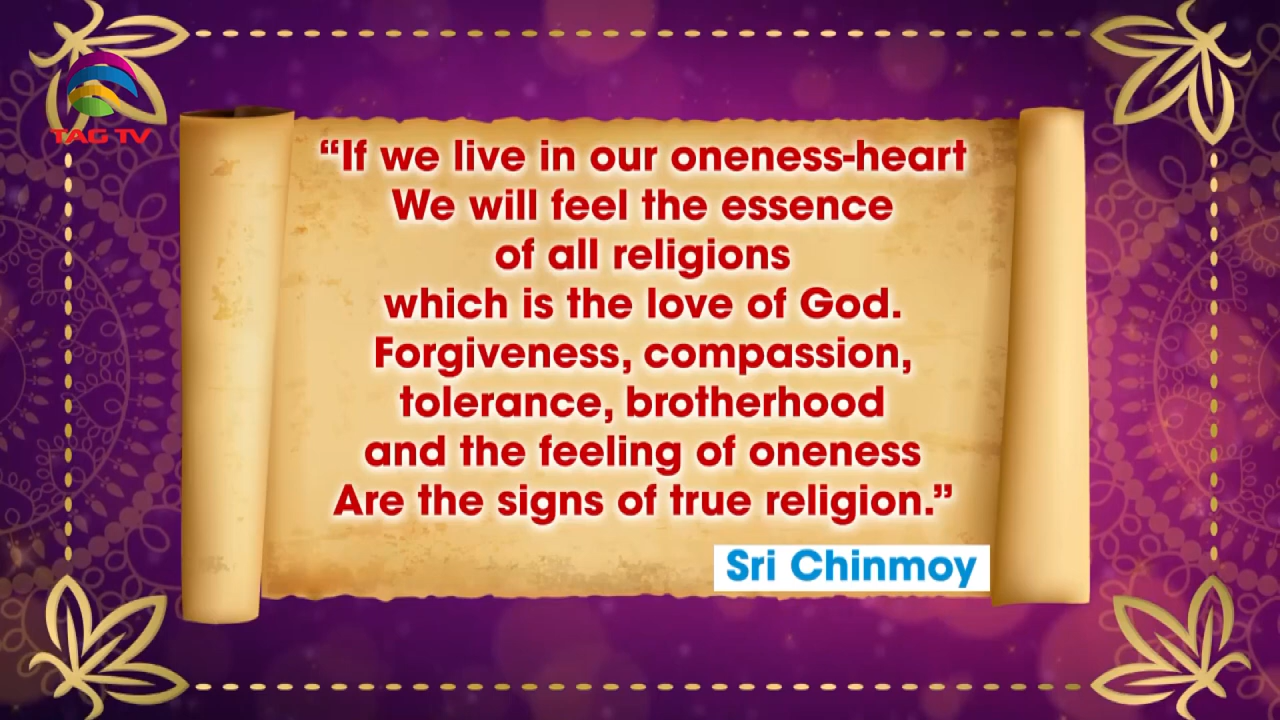 TAG TV
“If we live in our oneness-heart
We will feel the essence
of all religions
which is the love of God.
Forgiveness, compassion,
tolerance, brotherhood
and the feeling of oneness
Are the signs of true religion.”
Sri Chinmoy